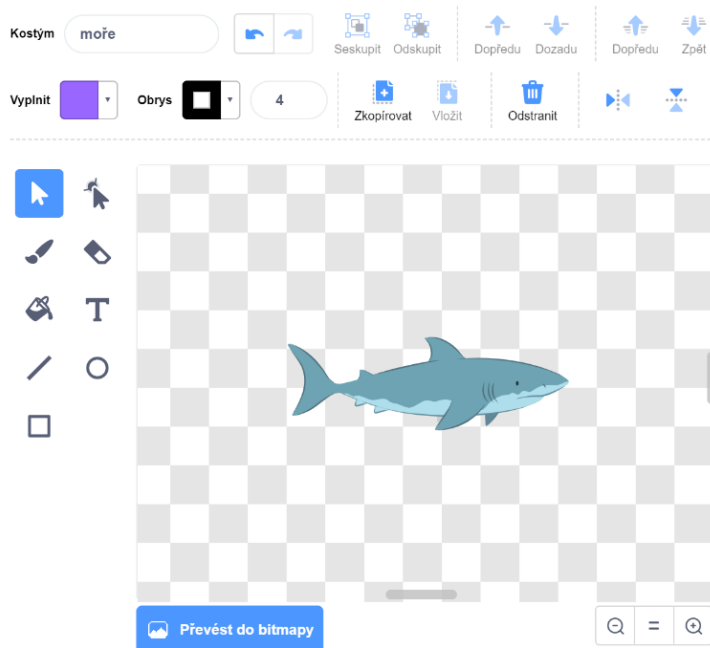 Kostým
moře
Seskupit
Odskupit
Dopředu
Dozadu
Dopředu
Zpět
Vyplnit
Obrys
4
Zkopírovat
Vložit
Odstranit
T
Převést do bitmapy